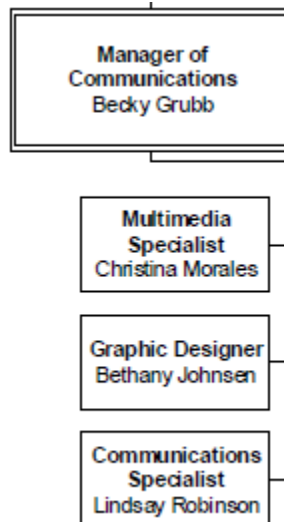 Manager of
Communications
Becky Grubb
Multimedia
Specialist
Christina Morales
Graphic Designer
Bethany Johnsen
Communications
Specialist
Lindsay Robinson